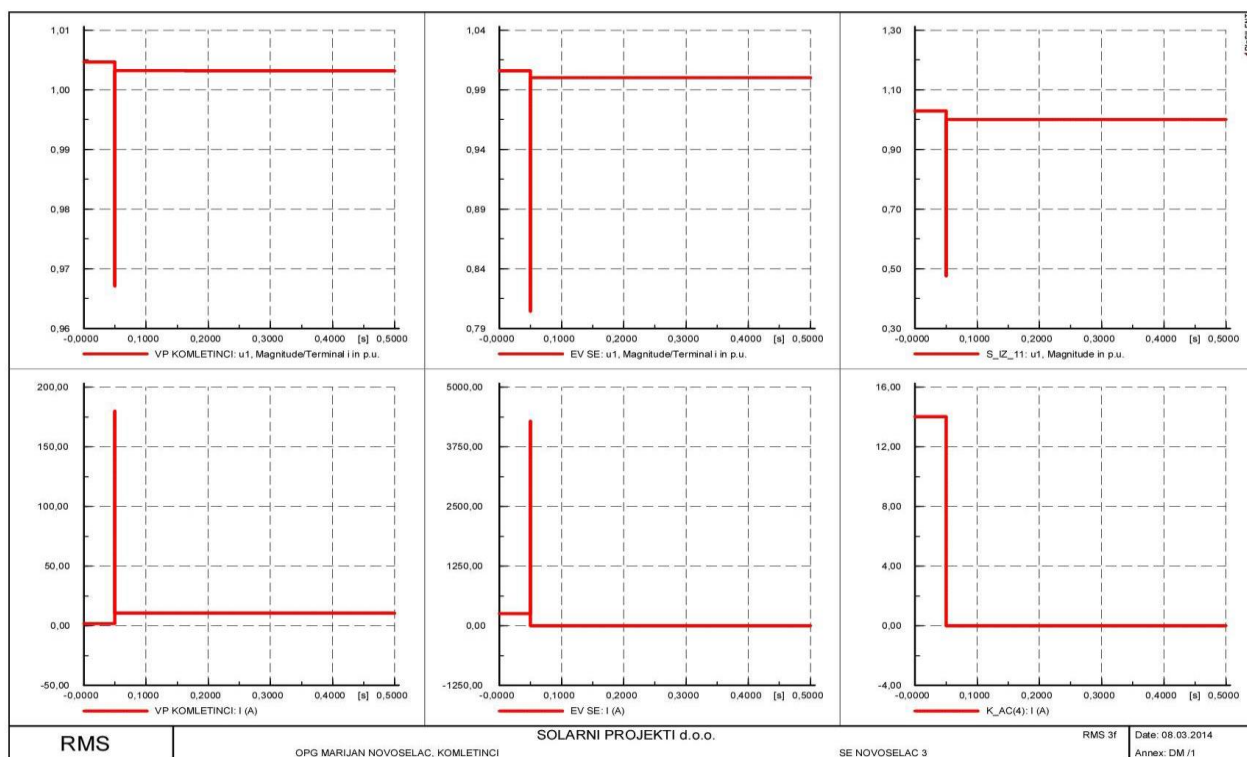 1,01
1,00
0,99
0,98
0,97
0,96
-0,0000 0,1000 0,2000 0,3000 0,4000 [s] 0,5000
VP KOMLETINCI: u1, Magnitude/Terminal i in p.u.
1,04
0,99
0,94
0,89
0,84
0,79
-0,0000 0,1000 0,2000 0,3000 0,4000 [s] 0,5000
EV SE: u1, Magnitude/Terminal i in p.u.
1,30
1,10
0,90
0,70
0,50
0,30
-0,0000 0,1000 0,2000 0,3000 0,4000 [s] 0,5000
S_IZ_11: u1, Magnitude in p.u.
200,00
150,00
100,00
50,00
0,00
-50,00
-0,0000 0,1000 0,2000 0,3000 0,4000 [s] 0,5000
VP KOMLETINCI: I (A)
5000,00
3750,00
2500,00
1250,00
0,00
-1250,00
-0,0000 0,1000 0,2000 0,3000 0,4000 [s] 0,5000
EV SE: I (A)
16,00
12,00
8,00
4,00
0,00
-4,00
-0,0000 0,1000 0,2000 0,3000 0,4000 [s] 0,5000
K_AC(4): I (A)
RMS
SOLARNI PROJEKTI d.o.o.
OPG MARIJAN NOVOSELAC, KOMLETINCI
SE NOVOSELAC 3
RMS 3f
Date: 08.03.2014
Annex: DM /1